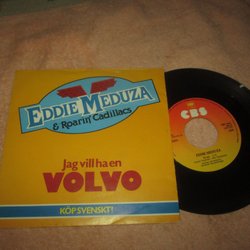 EDDIE MEDUZA
& Roarin' Cadillacs
Jag vill ha en
VOLVO
KÖP SVENSKT!
CBS
EDDIE MEDUZA